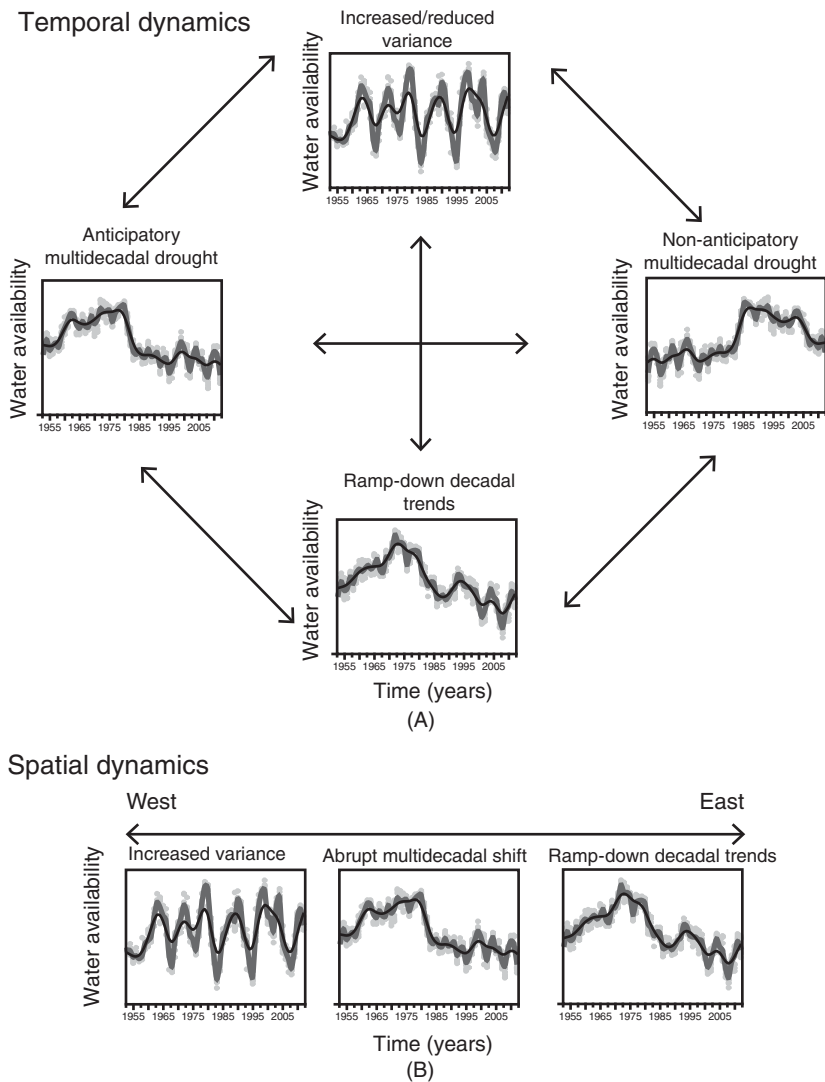 Temporal dynamics
Increased/reduced
variance
Water availability
1955 1965 1975 1985 1995 2005
Anticipatory
multidecadal drought
Water availability
1955 1965 1975 1985 1995 2005
Non-anticipatory
multidecadal drought
Water availability
1955 1965 1975 1985 1995 2005
Ramp-down decadal
trends
Water availability
1955 1965 1975 1985 1995 2005
Time (years)
(A)
Spatial dynamics
West
East
Increased variance
Abrupt multidecadal shift
Ramp-down decadal trends
Water availability
1955 1965 1975 1985 1995 2005
1955 1965 1975 1985 1995 2005
1955 1965 1975 1985 1995 2005
Time (years)
(B)